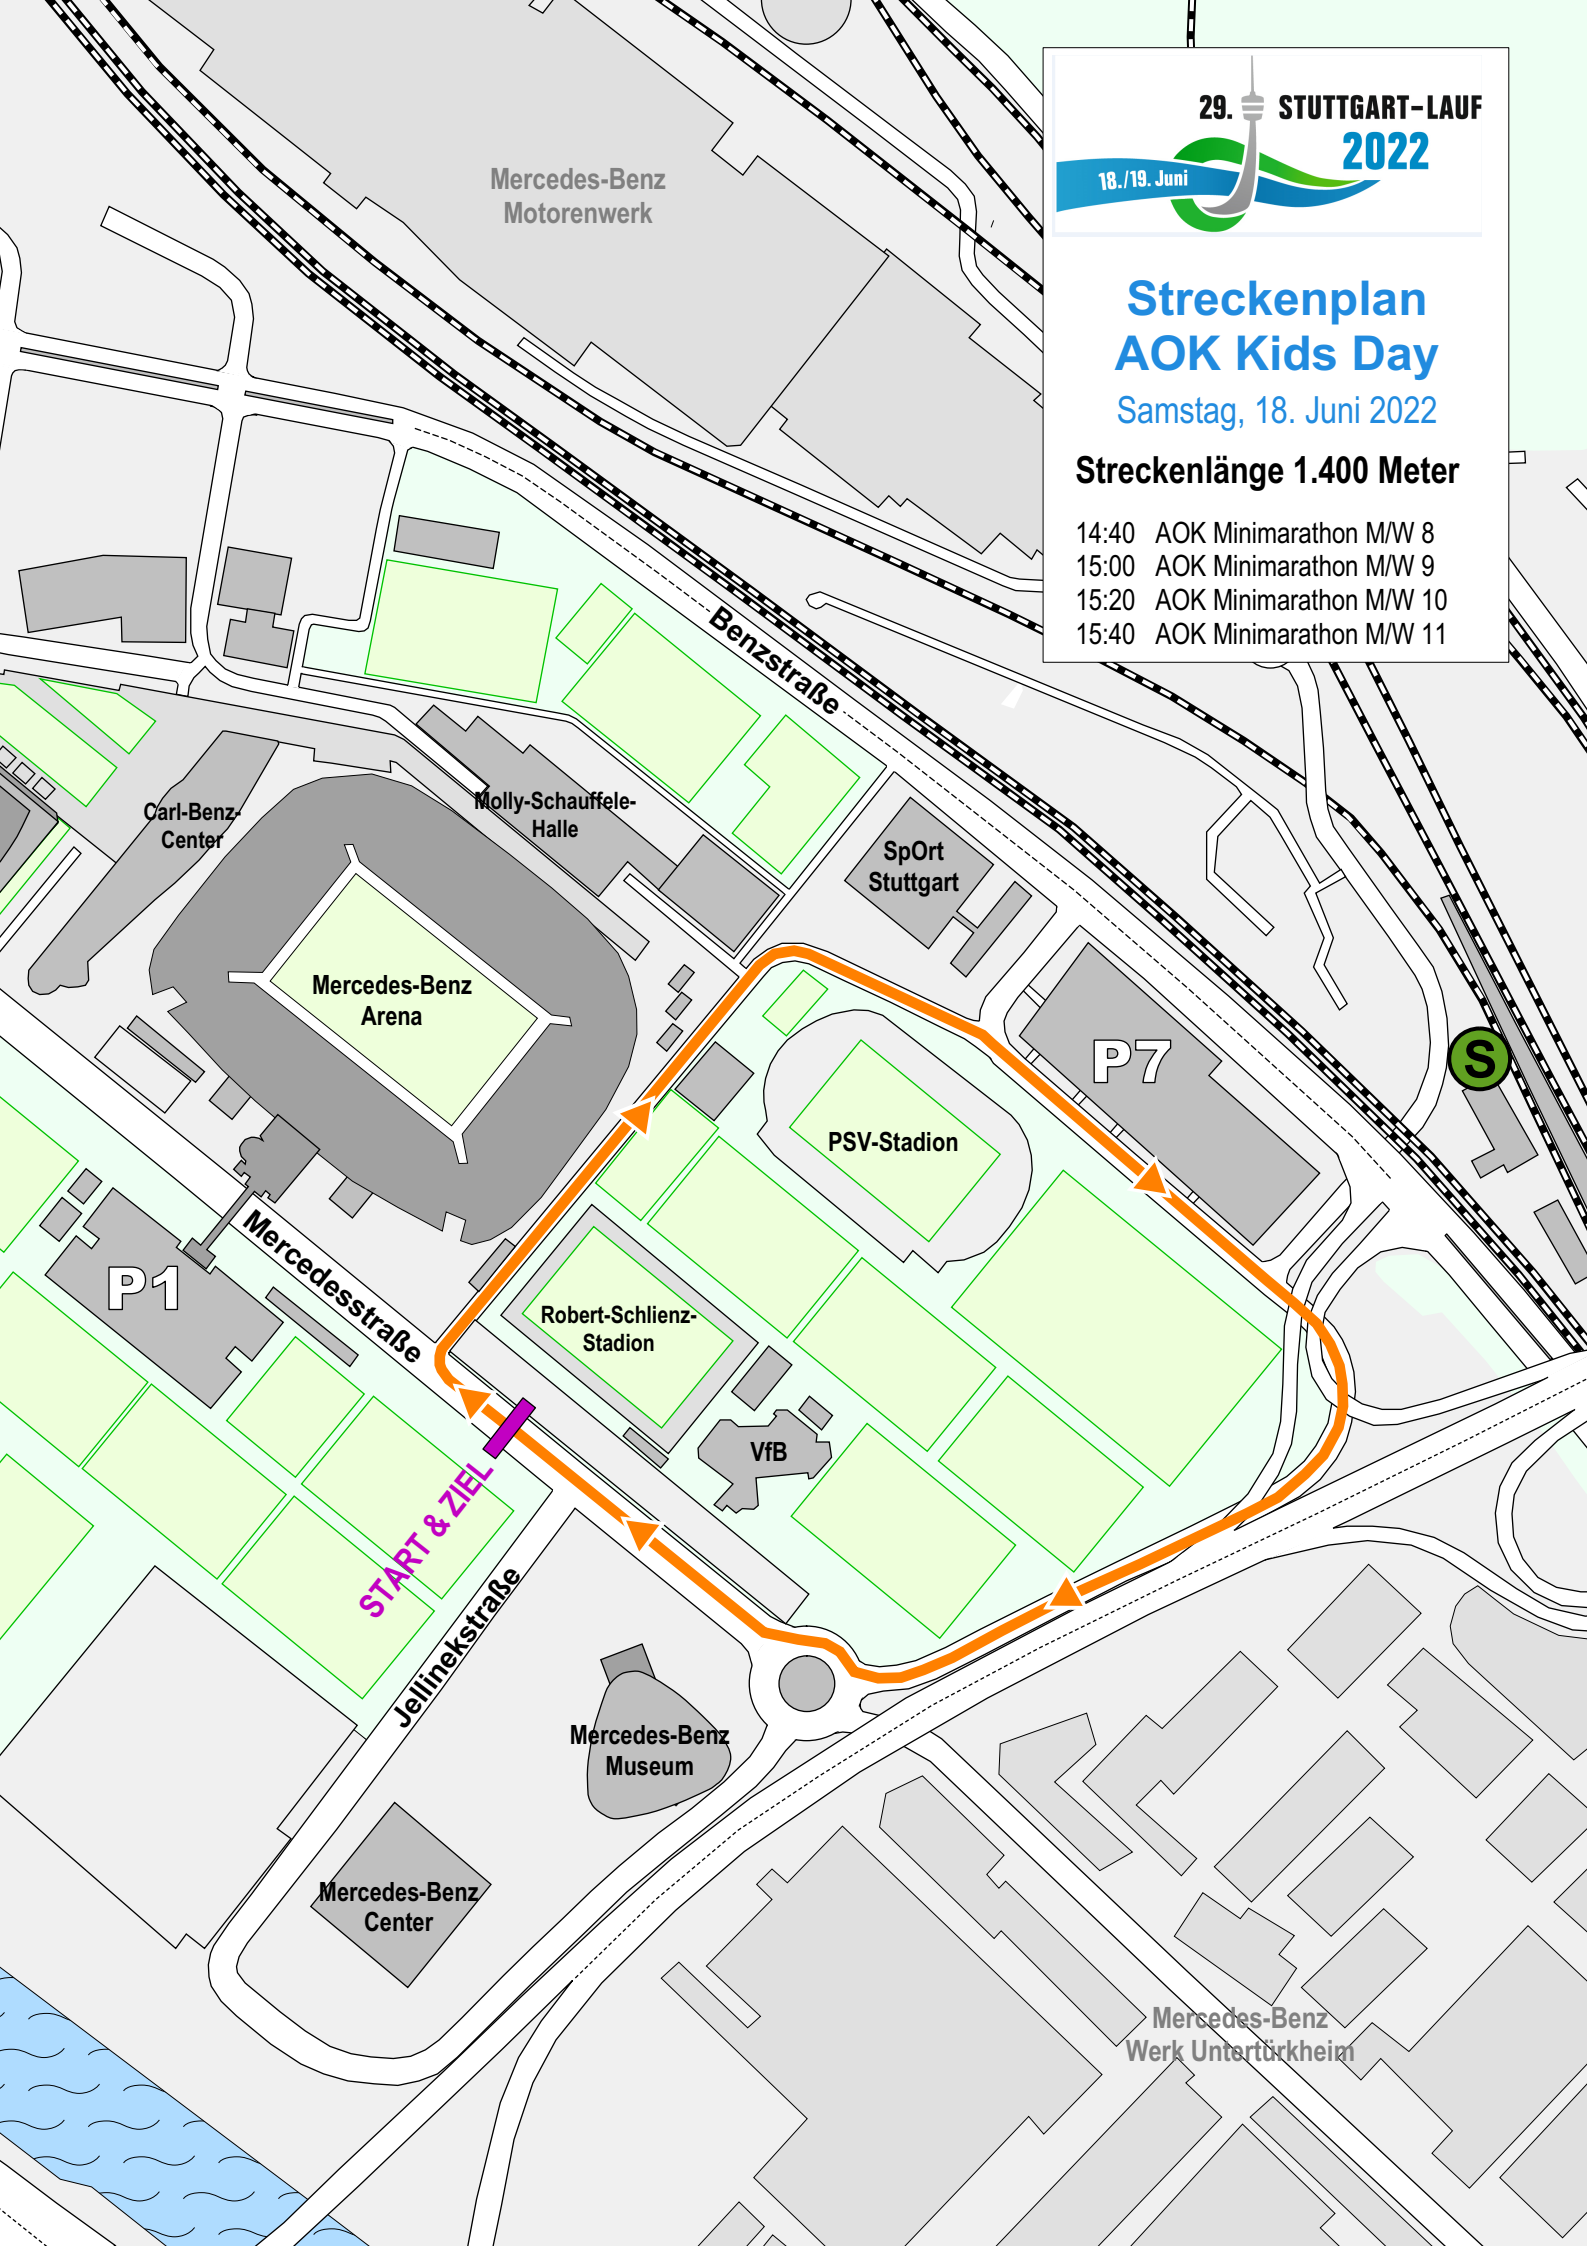 29. STUTTGART-LAUF
2022
18./19. Juni
Streckenplan
AOK Kids Day
Samstag, 18. Juni 2022
Streckenlänge 1.400 Meter
14:40 AOK Minimarathon M/W 8
15:00 AOK Minimarathon M/W 9
15:20 AOK Minimarathon M/W 10
15:40 AOK Minimarathon M/W 11
Mercedes-Benz
Motorenwerk
Benzstraße
Carl-Benz-
Center
Molly-Schauffele-
Halle
SpOrt
Stuttgart
Mercedes-Benz
Arena
P7
S
PSV-Stadion
Mercedesstraße
P1
Robert-Schlienz-
Stadion
VfB
START & ZIEL
Jellinekstraße
Mercedes-Benz
Museum
Mercedes-Benz
Center
Mercedes-Benz
Werk Untertürkheim